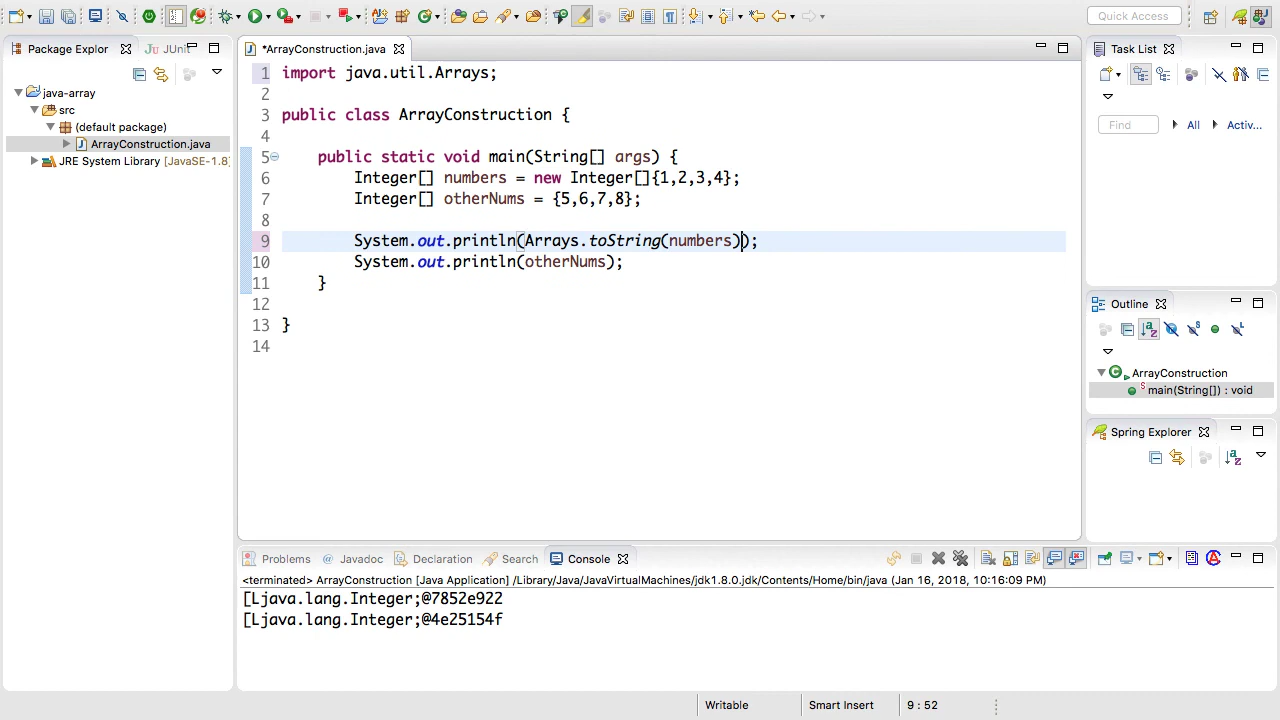 Quick Access
Package Explor
JUnit
*ArrayConstruction.java
Task List
java-array
src
(default package)
ArrayConstruction.java
JRE System Library [JavaSE-1.8]
1 import java.util.Arrays;
2
3 public class ArrayConstruction {
4
5 public static void main(String[] args) {
6 Integer[] numbers = new Integer[]{1,2,3,4};
7 Integer[] otherNums = {5,6,7,8};
8
9 System.out.println(Arrays.toString(numbers));
10 System.out.println(otherNums);
11 }
12
13 }
14
Find
All
Activ...
Outline
ArrayConstruction
main(String[]) : void
Spring Explorer
Problems
@ Javadoc
Declaration
Search
Console
<terminated> ArrayConstruction [Java Application] /Library/Java/JavaVirtualMachines/jdk1.8.0.jdk/Contents/Home/bin/java (Jan 16, 2018, 10:16:09 PM)
[Ljava.lang.Integer;@7852e922
[Ljava.lang.Integer;@4e25154f
Writable
Smart Insert
9 : 52